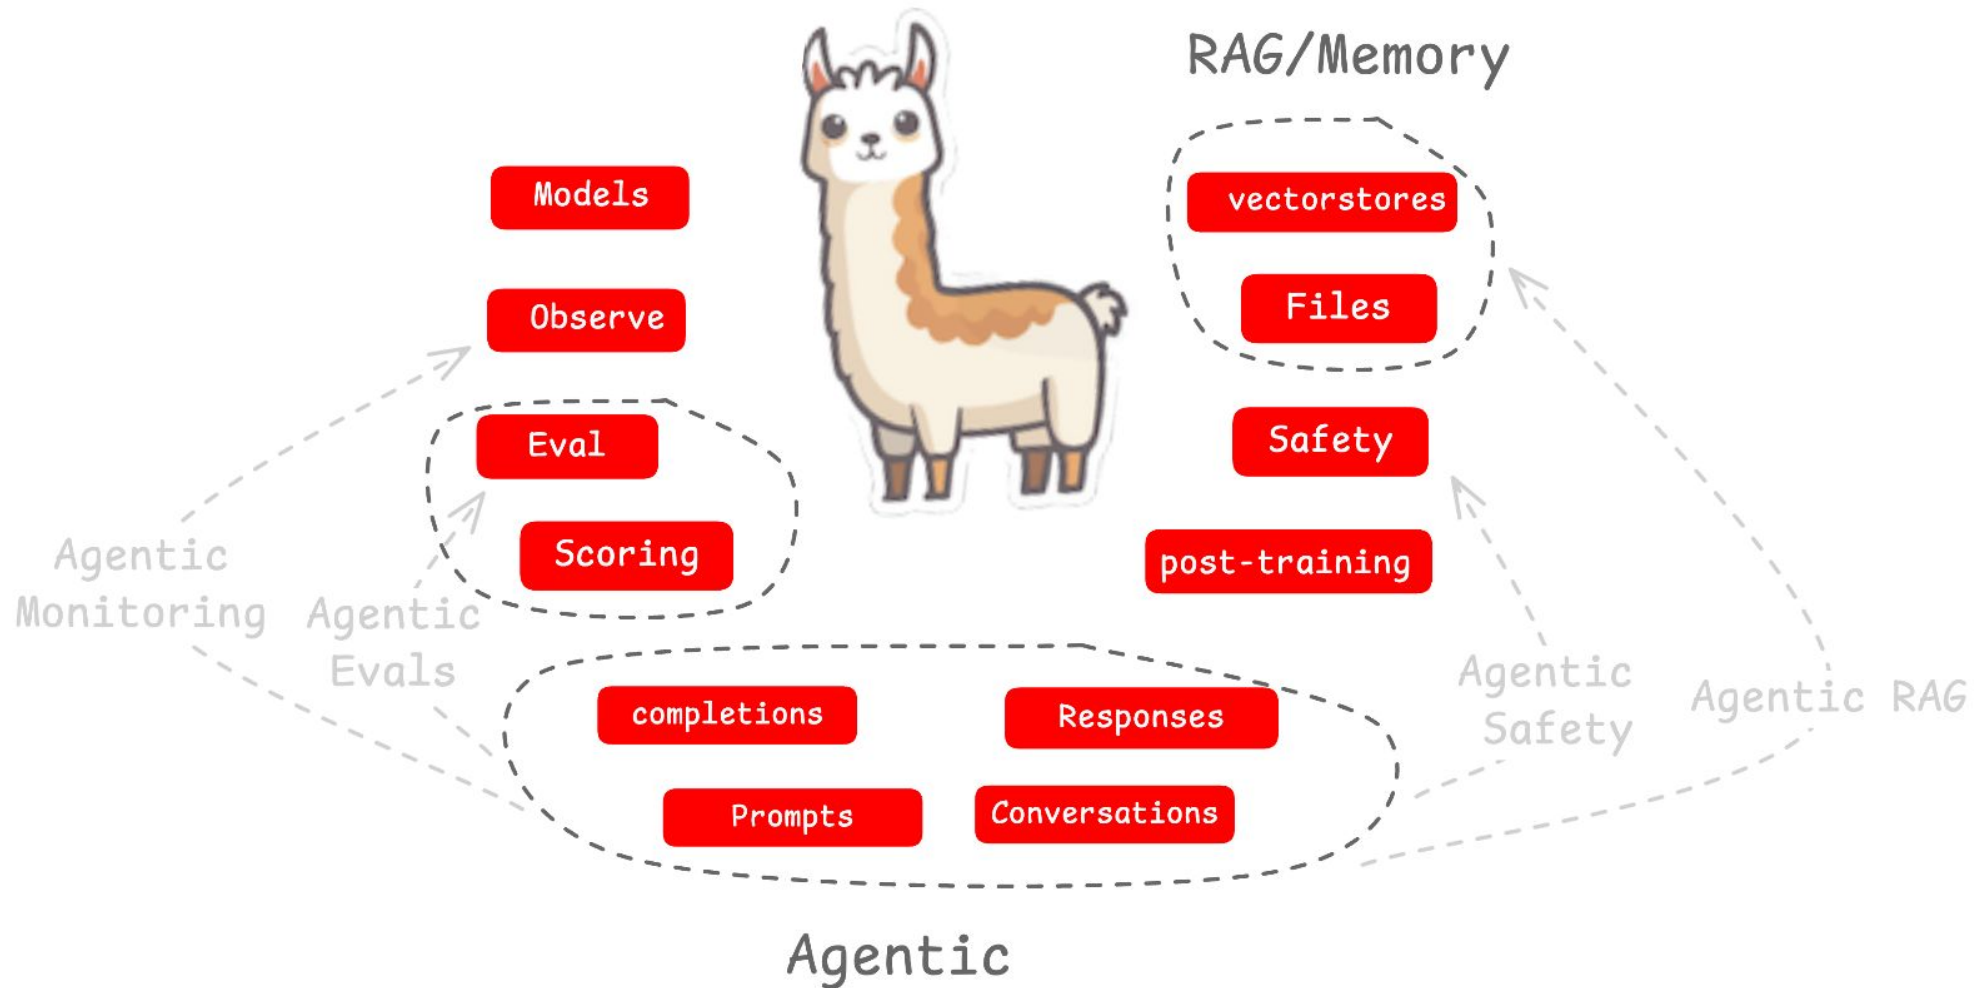 RAG/Memory
Models
vectorstores
Observe
Files
Eval
Safety
Scoring
post-training
Agentic
Monitoring
Agentic
Evals
Agentic
Safety
Agentic RAG
completions
Responses
Prompts
Conversations
Agentic